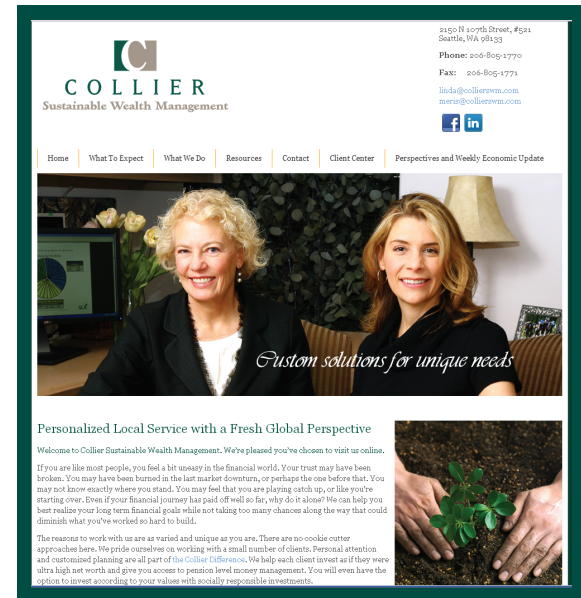 2150 N 107th Street, #521
Seattle, WA 98133
Phone: 206-805-1770
Fax: 206-805-1771
linda@collierswm.com
meris@collierswm.com
C
COLLIER
Sustainable Wealth Management
f in
Home What To Expect What We Do Resources Contact Client Center Perspectives and Weekly Economic Update
Custom solutions for unique needs
Personalized Local Service with a Fresh Global Perspective
Welcome to Collier Sustainable Wealth Management. We're pleased you've chosen to visit us online.
If you are like most people, you feel a bit uneasy in the financial world. Your trust may have been
broken. You may have been burned in the last market downturn, or perhaps the one before that. You
may not know exactly where you stand. You may feel that you are playing catch up, or like you're
starting over. Even if your financial journey has paid off well so far, why do it alone? We can help you
best realize your long term financial goals while not taking too many chances along the way that could
diminish what you've worked so hard to build.
The reasons to work with us are as varied and unique as you are. There are no cookie cutter
approaches here. We pride ourselves on working with a small number of clients. Personal attention
and customized planning are all part of the Collier Difference. We help each client invest as if they were
ultra high net worth and give you access to pension level money management. You will even have the
option to invest according to your values with socially responsible investments.